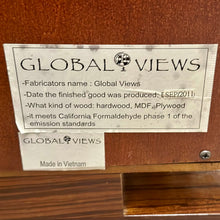 GLOBAL VIEWS
-Fabricators name : Global Views
-Date the finished good was produced: SEP/2011
-What kind of wood: hardwood, MDF, Plywood
-it meets California Formaldehyde phase 1 of the
emission standards
GLOBAL VIEWS
Made in Vietnam